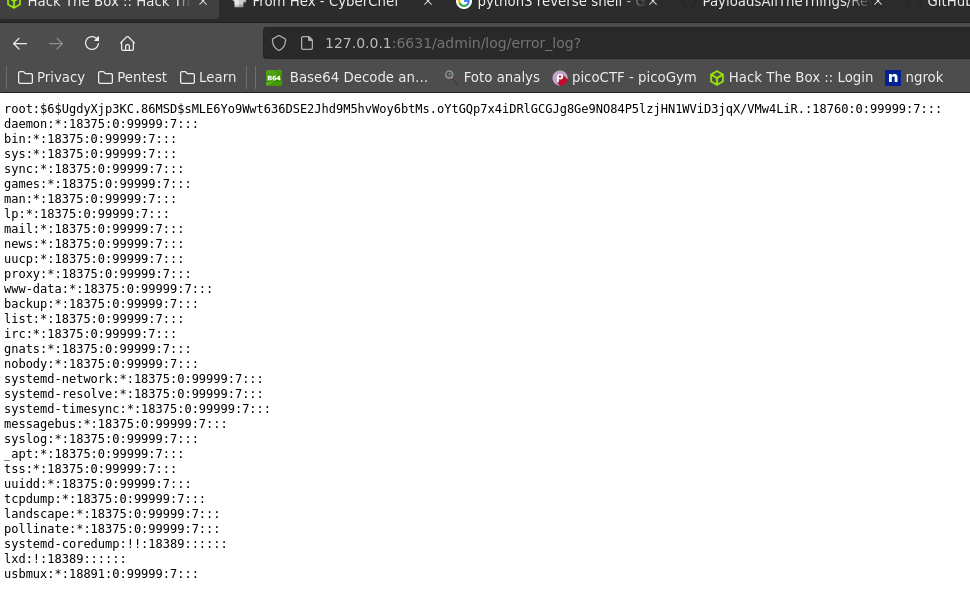 Hack The Box :: Hack Th
From Hex - CyberChef
python3 reverse shell - G
PayloadsAllTheThings/Re
GitHub
127.0.0.1:6631/admin/log/error_log?
Privacy Pentest Learn B64 Base64 Decode an... Foto analys picoCTF - picoGym Hack The Box :: Login n ngrok
root:$6$UgdyXjp3KC.86MSD$sMLE6Yo9Wwt636DSE2Jhd9M5hvWoy6btMs.oYtGQp7x4iDRlGCGJg8Ge9NO84P5lzjHN1WViD3jqX/VMw4LiR.:18760:0:99999:7:::
daemon:*:18375:0:99999:7:::
bin:*:18375:0:99999:7:::
sys:*:18375:0:99999:7:::
sync:*:18375:0:99999:7:::
games:*:18375:0:99999:7:::
man:*:18375:0:99999:7:::
lp:*:18375:0:99999:7:::
mail:*:18375:0:99999:7:::
news:*:18375:0:99999:7:::
uucp:*:18375:0:99999:7:::
proxy:*:18375:0:99999:7:::
www-data:*:18375:0:99999:7:::
backup:*:18375:0:99999:7:::
list:*:18375:0:99999:7:::
irc:*:18375:0:99999:7:::
gnats:*:18375:0:99999:7:::
nobody:*:18375:0:99999:7:::
systemd-network:*:18375:0:99999:7:::
systemd-resolve:*:18375:0:99999:7:::
systemd-timesync:*:18375:0:99999:7:::
messagebus:*:18375:0:99999:7:::
syslog:*:18375:0:99999:7:::
_apt:*:18375:0:99999:7:::
tss:*:18375:0:99999:7:::
uuidd:*:18375:0:99999:7:::
tcpdump:*:18375:0:99999:7:::
landscape:*:18375:0:99999:7:::
pollinate:*:18375:0:99999:7:::
systemd-coredump:!!:18389::::::
lxd:!:18389::::::
usbmux:*:18891:0:99999:7:::